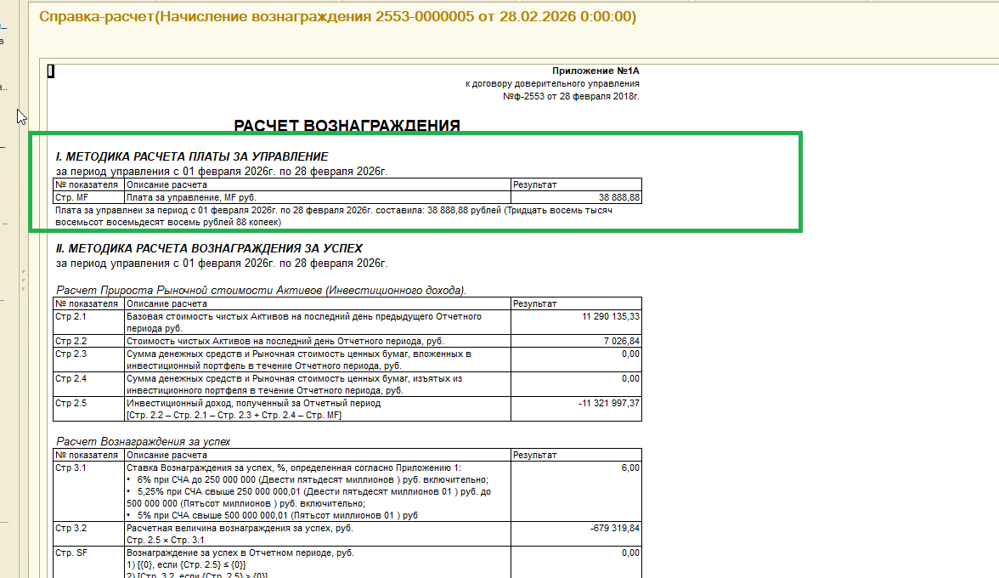 Справка-расчет(Начисление вознаграждения 2553-0000005 от 28.02.2026 0:00:00)
Приложение №1А
к договору доверительного управления
№ф-2553 от 28 февраля 2018г.
РАСЧЕТ ВОЗНАГРАЖДЕНИЯ
I. МЕТОДИКА РАСЧЕТА ПЛАТЫ ЗА УПРАВЛЕНИЕ
за период управления с 01 февраля 2026г. по 28 февраля 2026г.
№ показателя Описание расчета Результат
Стр. MF Плата за управление, MF руб. 38 888,88
Плата за управлнеи за период с 01 февраля 2026г. по 28 февраля 2026г. составила: 38 888,88 рублей (Тридцать восемь тысяч
восемьсот восемьдесят восемь рублей 88 копеек)
II. МЕТОДИКА РАСЧЕТА ВОЗНАГРАЖДЕНИЯ ЗА УСПЕХ
за период управления с 01 февраля 2026г. по 28 февраля 2026г.
Расчет Прироста Рыночной стоимости Активов (Инвестиционного дохода).
№ показателя Описание расчета Результат
Стр 2.1 Базовая стоимость чистых Активов на последний день предыдущего Отчетного 11 290 135,33
периода руб.
Стр 2.2 Стоимость чистых Активов на последний день Отчетного периода, руб. 7 026,84
Стр 2.3 Сумма денежных средств и Рыночная стоимость ценных бумаг, вложенных в 0,00
инвестиционный портфель в течение Отчетного периода, руб.
Стр 2.4 Сумма денежных средств и Рыночная стоимость ценных бумаг, изъятых из 0,00
инвестиционного портфеля в течение Отчетного периода, руб.
Стр 2.5 Инвестиционный доход, полученный за Отчетный период -11 321 997,37
[Стр. 2.2 – Стр. 2.1 – Стр. 2.3 + Стр. 2.4 – Стр. MF]
Расчет Вознаграждения за успех
№ показателя Описание расчета Результат
Стр 3.1 Ставка Вознаграждения за успех, %, определенная согласно Приложению 1: 6,00
• 6% при СЧА до 250 000 000 (Двести пятьдесят миллионов ) руб. включительно;
• 5,25% при СЧА свыше 250 000 000,01 (Двести пятьдесят миллионов 01 ) руб. до
500 000 000 (Пятьсот миллионов ) руб. включительно;
• 5% при СЧА свыше 500 000 000,01 (Пятьсот миллионов 01 ) руб
Стр 3.2 Расчетная величина вознаграждения за успех, руб. -679 319,84
Стр. 2.5 × Стр. 3.1
Стр. SF Вознаграждение за успех в Отчетном периоде, руб. 0,00
1) [{0}, если {Стр. 2.5} ≤ {0}]
2) [Стр. 3.2, если {Стр. 2.5} > {0}]